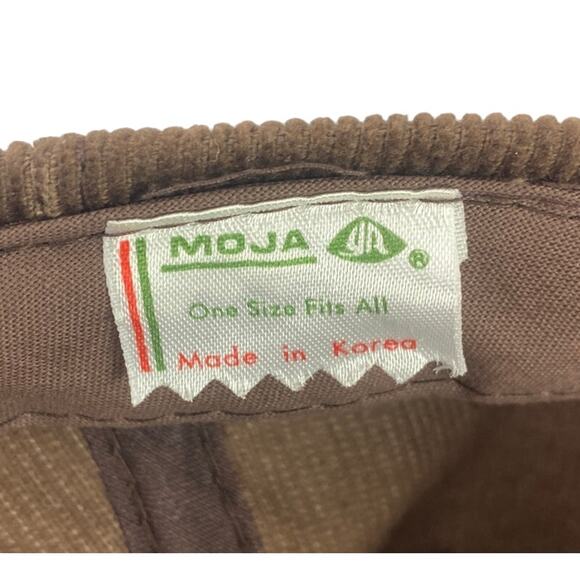 MOJA ®
One Size Fits All
Made in Korea